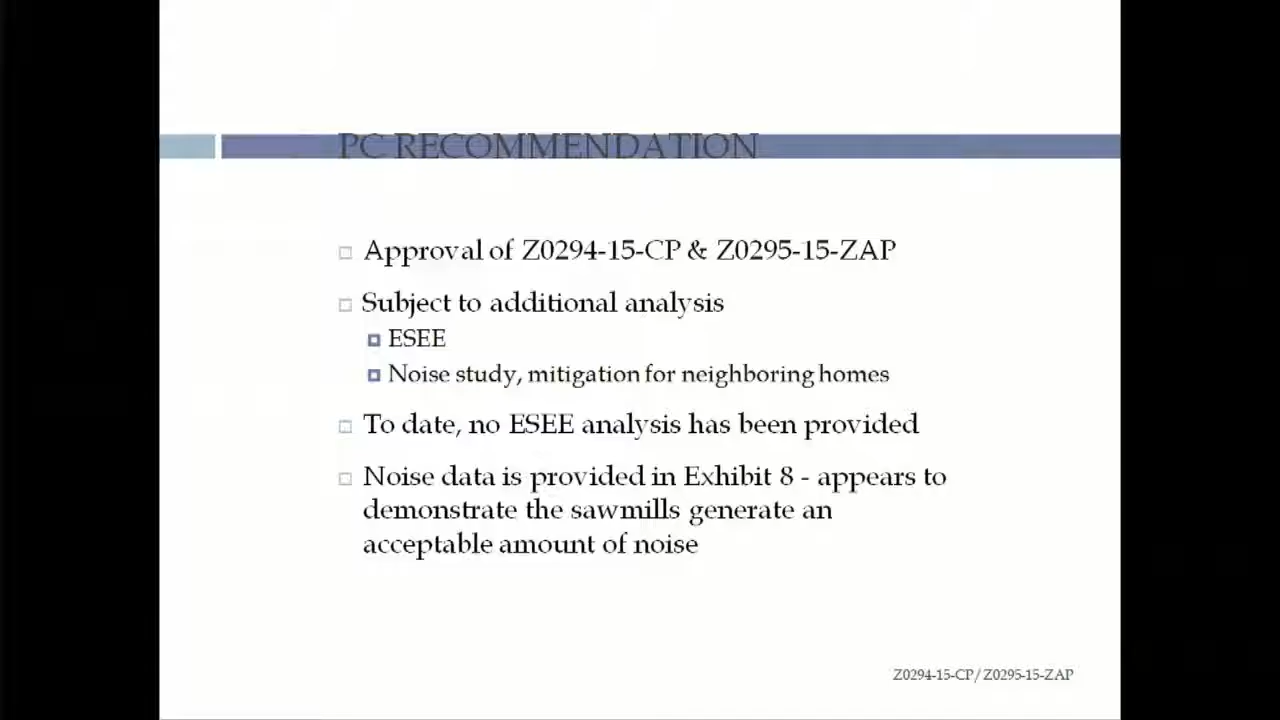 PC RECOMMENDATION
Approval of Z0294-15-CP & Z0295-15-ZAP
Subject to additional analysis
ESEE
Noise study, mitigation for neighboring homes
To date, no ESEE analysis has been provided
Noise data is provided in Exhibit 8 - appears to
demonstrate the sawmills generate an
acceptable amount of noise
Z0294-15-CP/Z0295-15-ZAP